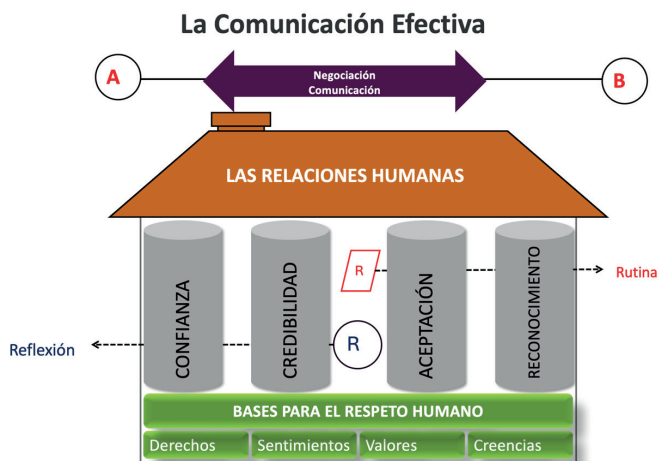 La Comunicación Efectiva
A
Negociación
Comunicación
B
LAS RELACIONES HUMANAS
CONFIANZA
CREDIBILIDAD
ACEPTACIÓN
RECONOCIMIENTO
R
Rutina
Reflexión
R
BASES PARA EL RESPETO HUMANO
Derechos
Sentimientos
Valores
Creencias